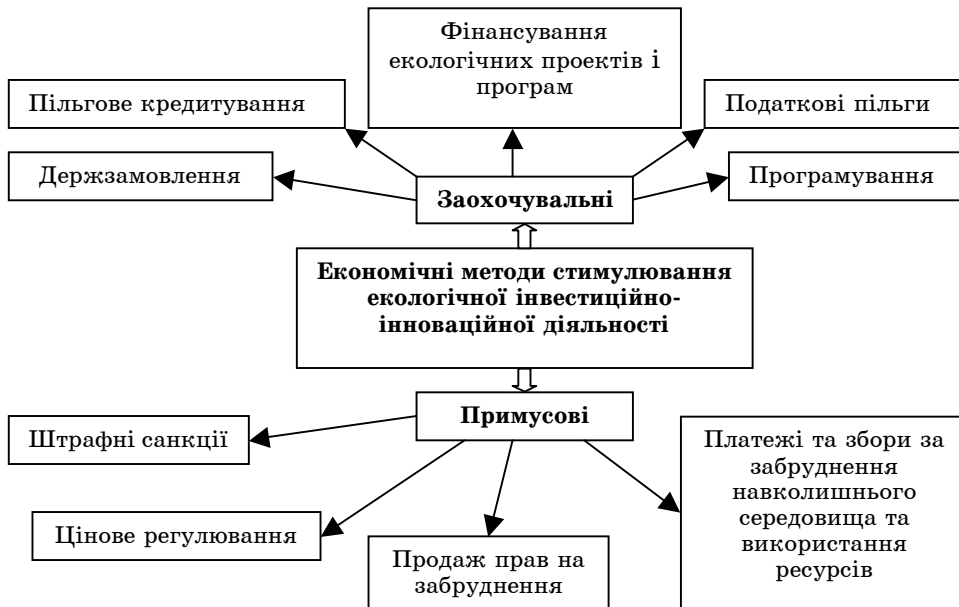 Фінансування
екологічних проектів і
програм
Пільгове кредитування
Податкові пільги
Держзамовлення
Програмування
Заохочувальні
Економічні методи стимулювання
екологічної інвестиційно-
інноваційної діяльності
Примусові
Штрафні санкції
Платежі та збори за
забруднення
навколишнього
середовища та
використання
ресурсів
Цінове регулювання
Продаж прав на
забруднення